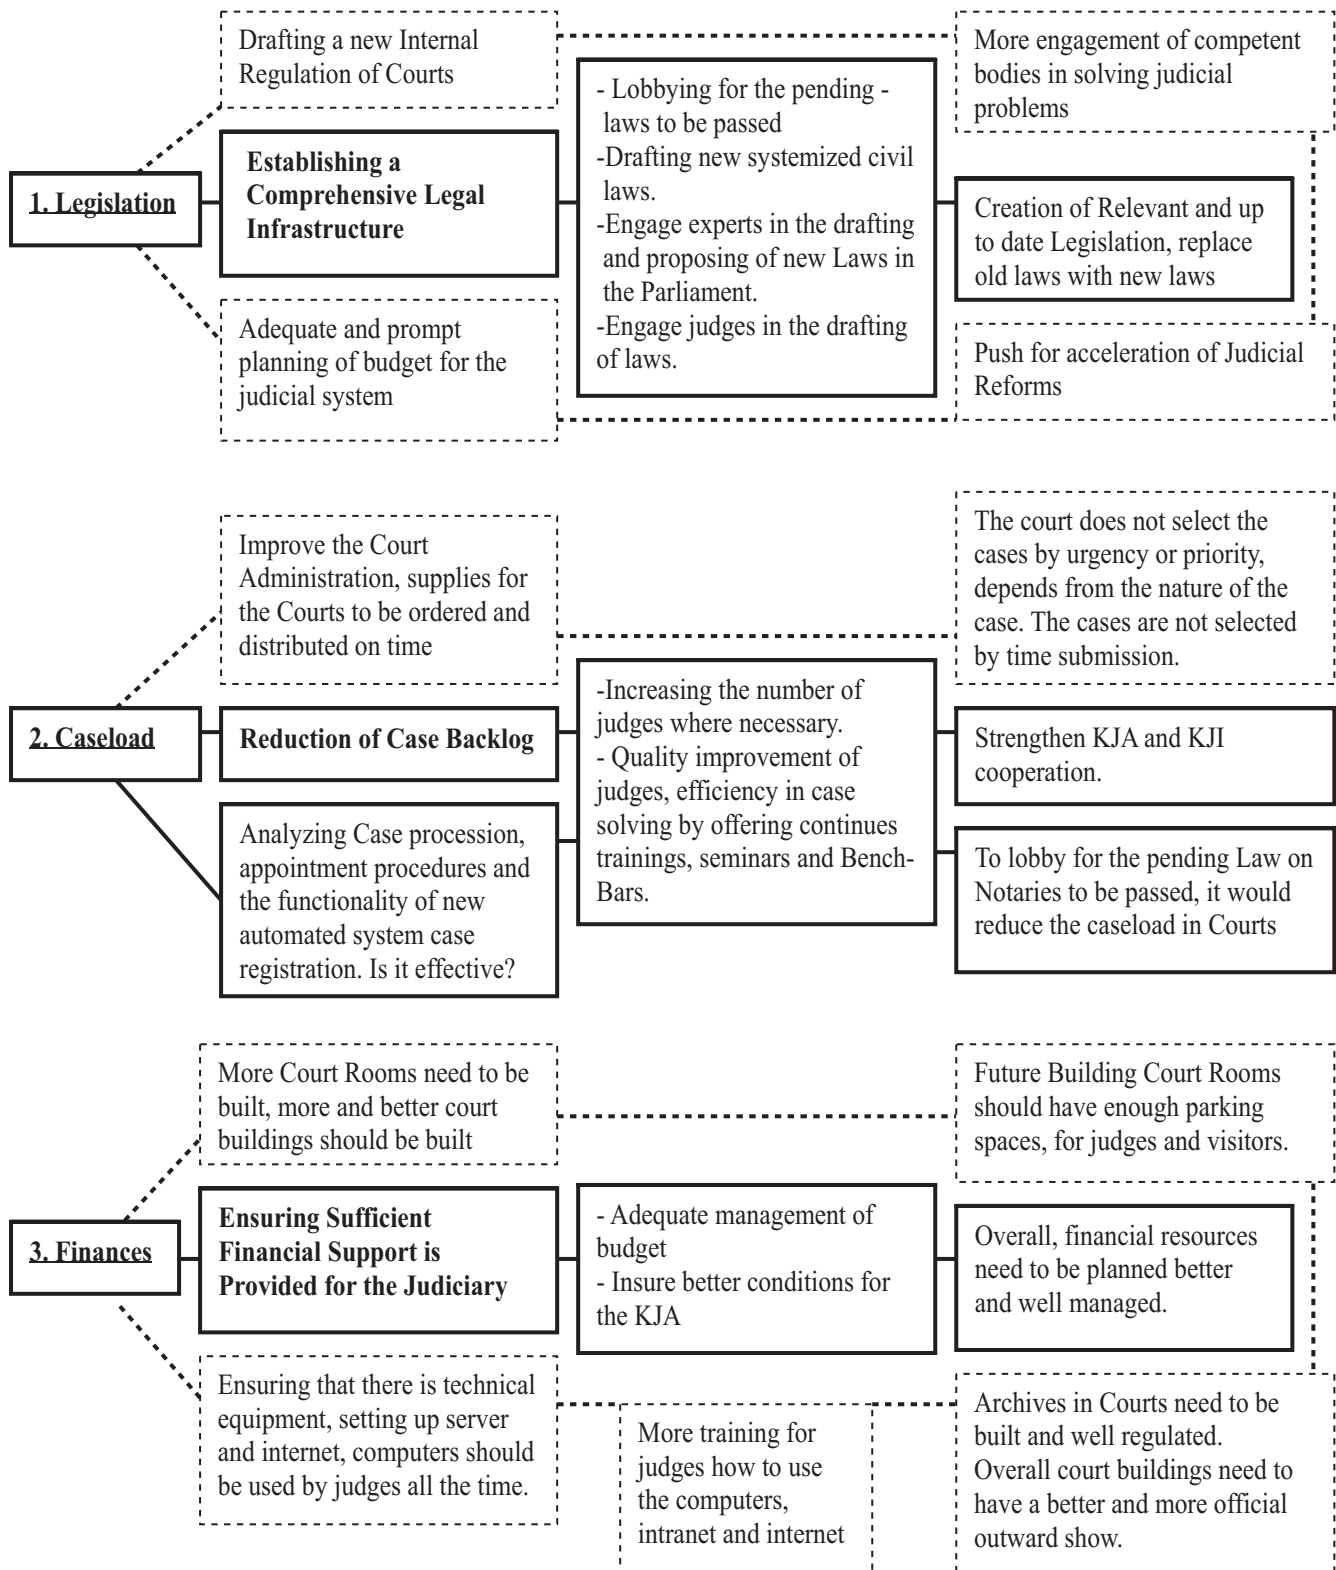 Drafting a new Internal
Regulation of Courts
More engagement of competent
bodies in solving judicial
problems
- Lobbying for the pending -
laws to be passed
-Drafting new systemized civil
laws.
-Engage experts in the drafting
and proposing of new Laws in
the Parliament.
-Engage judges in the drafting
of laws.
1. Legislation
Establishing a
Comprehensive Legal
Infrastructure
Creation of Relevant and up
to date Legislation, replace
old laws with new laws
Adequate and prompt
planning of budget for the
judicial system
Push for acceleration of Judicial
Reforms
Improve the Court
Administration, supplies for
the Courts to be ordered and
distributed on time
The court does not select the
cases by urgency or priority,
depends from the nature of the
case. The cases are not selected
by time submission.
2. Caseload
Reduction of Case Backlog
-Increasing the number of
judges where necessary.
- Quality improvement of
judges, efficiency in case
solving by offering continues
trainings, seminars and Bench-
Bars.
Strengthen KJA and KJI
cooperation.
Analyzing Case procession,
appointment procedures and
the functionality of new
automated system case
registration. Is it effective?
To lobby for the pending Law on
Notaries to be passed, it would
reduce the caseload in Courts
More Court Rooms need to be
built, more and better court
buildings should be built
Future Building Court Rooms
should have enough parking
spaces, for judges and visitors.
3. Finances
Ensuring Sufficient
Financial Support is
Provided for the Judiciary
- Adequate management of
budget
- Insure better conditions for
the KJA
Overall, financial resources
need to be planned better
and well managed.
Ensuring that there is technical
equipment, setting up server
and internet, computers should
be used by judges all the time.
More training for
judges how to use
the computers,
intranet and internet
Archives in Courts need to be
built and well regulated.
Overall court buildings need to
have a better and more official
outward show.